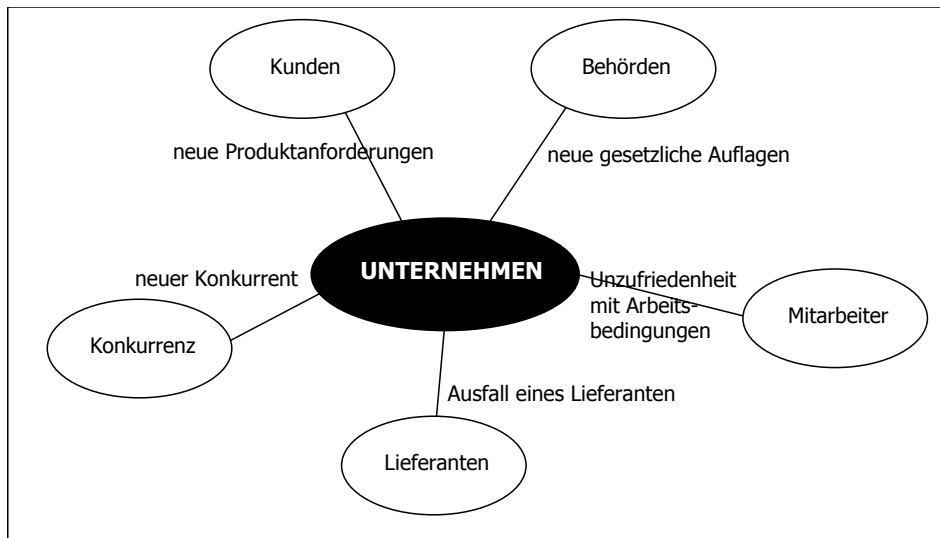 Kunden
Behörden
neue Produktanforderungen
neue gesetzliche Auflagen
UNTERNEHMEN
neuer Konkurrent
Unzufriedenheit
mit Arbeits-
bedingungen
Mitarbeiter
Konkurrenz
Ausfall eines Lieferanten
Lieferanten